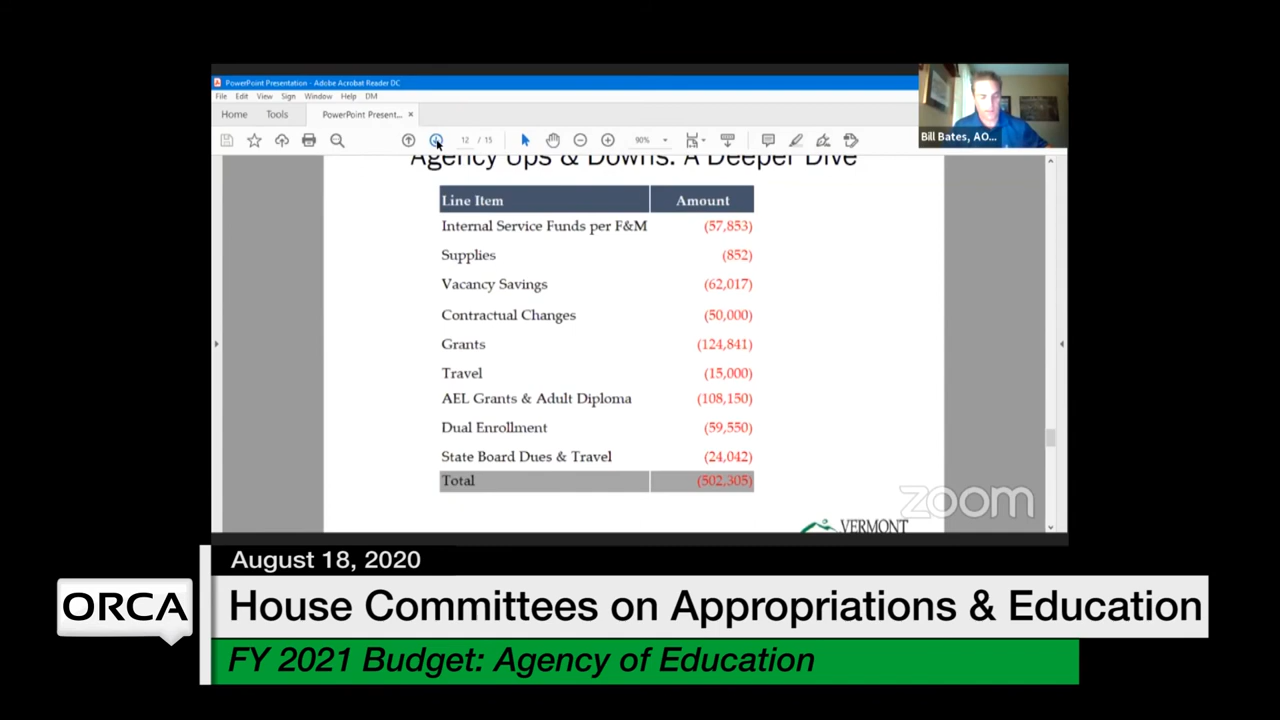 PowerPoint Presentation - Adobe Acrobat Reader DC
File Edit View Sign Window Help DM
Home Tools PowerPoint Present... ×
12 / 15 90%
Bill Bates, AO...
Agency Ups & Downs: A Deeper Dive
Line Item Amount
Internal Service Funds per F&M (57,853)
Supplies (852)
Vacancy Savings (62,017)
Contractual Changes (50,000)
Grants (124,841)
Travel (15,000)
AEL Grants & Adult Diploma (108,150)
Dual Enrollment (59,550)
State Board Dues & Travel (24,042)
Total (502,305)
zoom
VERMONT
August 18, 2020
ORCA
House Committees on Appropriations & Education
FY 2021 Budget: Agency of Education